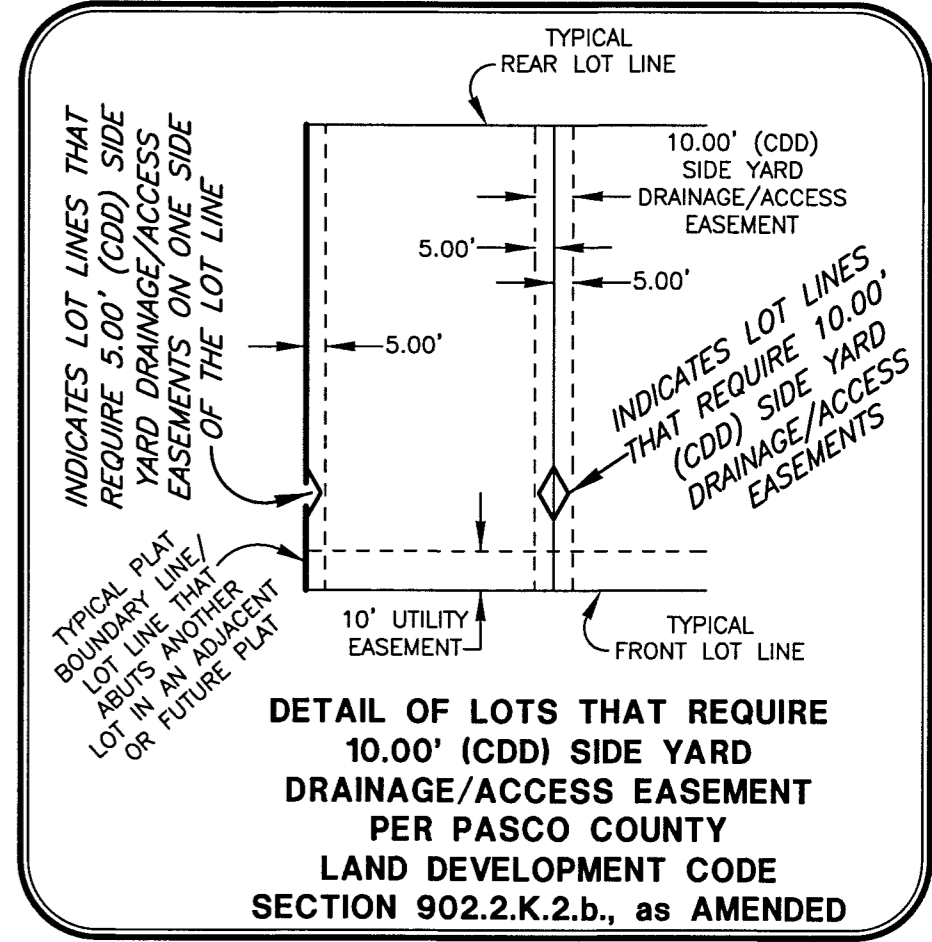 TYPICAL
REAR LOT LINE
INDICATES LOT LINES THAT
REQUIRE 5.00' (CDD) SIDE
YARD DRAINAGE/ACCESS
EASEMENTS ON ONE SIDE
OF THE LOT LINE
10.00' (CDD)
SIDE YARD
DRAINAGE/ACCESS
EASEMENT
5.00'
5.00'
5.00'
INDICATES LOT LINES
THAT REQUIRE 10.00'
(CDD) SIDE YARD
DRAINAGE/ACCESS
EASEMENTS
TYPICAL PLAT
BOUNDARY LINE/
LOT LINE THAT
ABUTS ANOTHER
LOT IN AN ADJACENT
OR FUTURE PLAT
10' UTILITY
EASEMENT
TYPICAL
FRONT LOT LINE
DETAIL OF LOTS THAT REQUIRE
10.00' (CDD) SIDE YARD
DRAINAGE/ACCESS EASEMENT
PER PASCO COUNTY
LAND DEVELOPMENT CODE
SECTION 902.2.K.2.b., as AMENDED